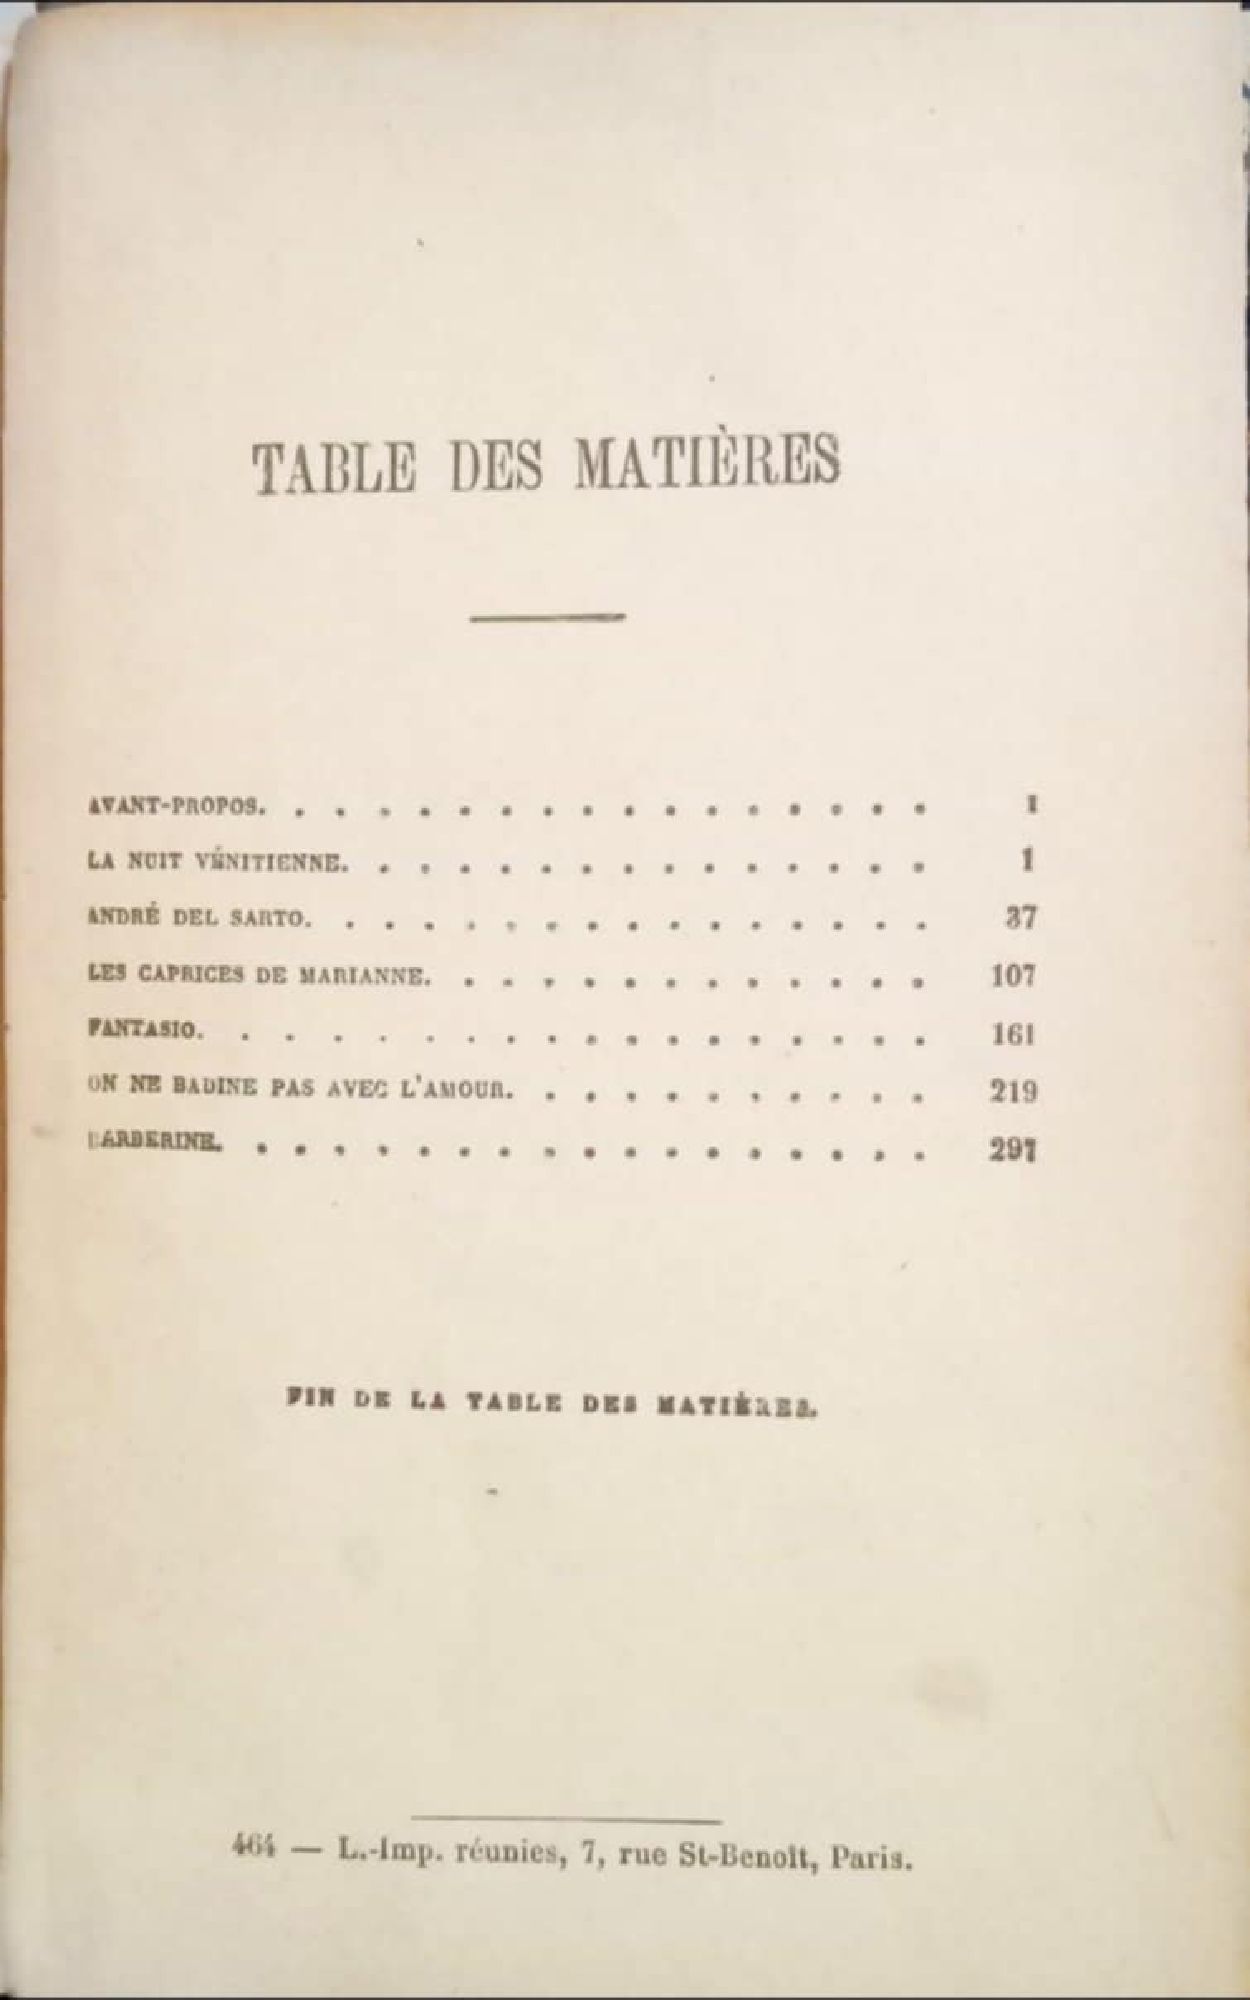 TABLE DES MATIÈRES
AVANT-PROPOS. . . . . . . . . . . . . . . . . I
LA NUIT VÉNITIENNE. . . . . . . . . . . . . . . 1
ANDRÉ DEL SARTO. . . . . . . . . . . . . . . . 37
LES CAPRICES DE MARIANNE. . . . . . . . . . . . . 107
FANTASIO. . . . . . . . . . . . . . . . . . 161
ON NE BADINE PAS AVEC L'AMOUR. . . . . . . . . . . 219
BARBERINE. . . . . . . . . . . . . . . . . . 297
FIN DE LA TABLE DES MATIÈRES.
464 — L.-Imp. réunies, 7, rue St-Benoît, Paris.